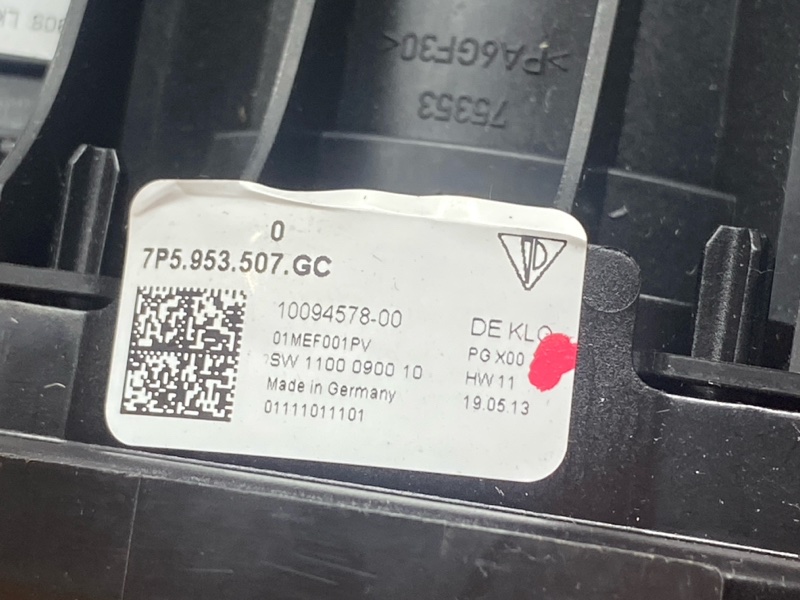 >PA6GF30<
75353
0
7P5.953.507.GC
10094578-00
DE KLO
01MEF001PV
PG X00
SW 1100 0900 10
HW 11
Made in Germany
19.05.13
01111011101